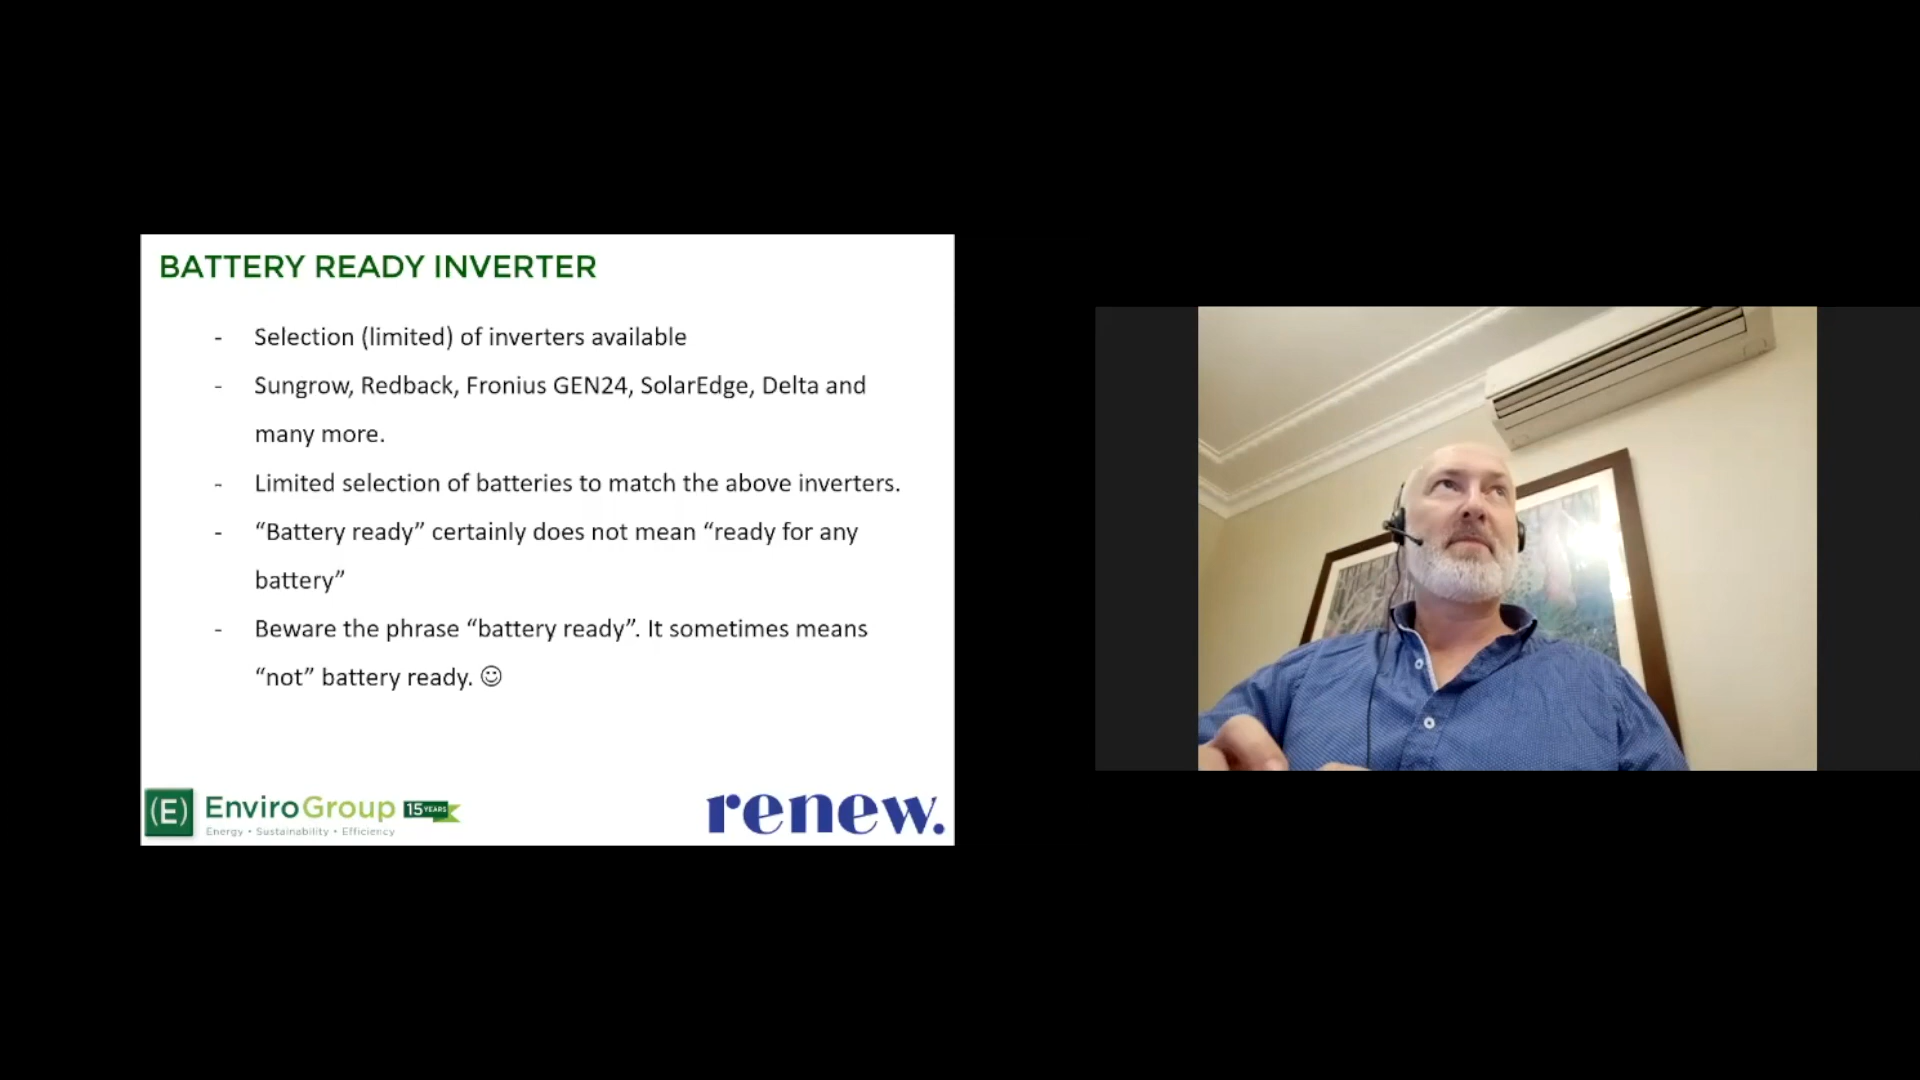 BATTERY READY INVERTER
- Selection (limited) of inverters available
- Sungrow, Redback, Fronius GEN24, SolarEdge, Delta and
many more.
- Limited selection of batteries to match the above inverters.
- “Battery ready” certainly does not mean “ready for any
battery”
- Beware the phrase “battery ready”. It sometimes means
“not” battery ready. ☺
(E) EnviroGroup 15 YEARS
Energy • Sustainability • Efficiency
renew.